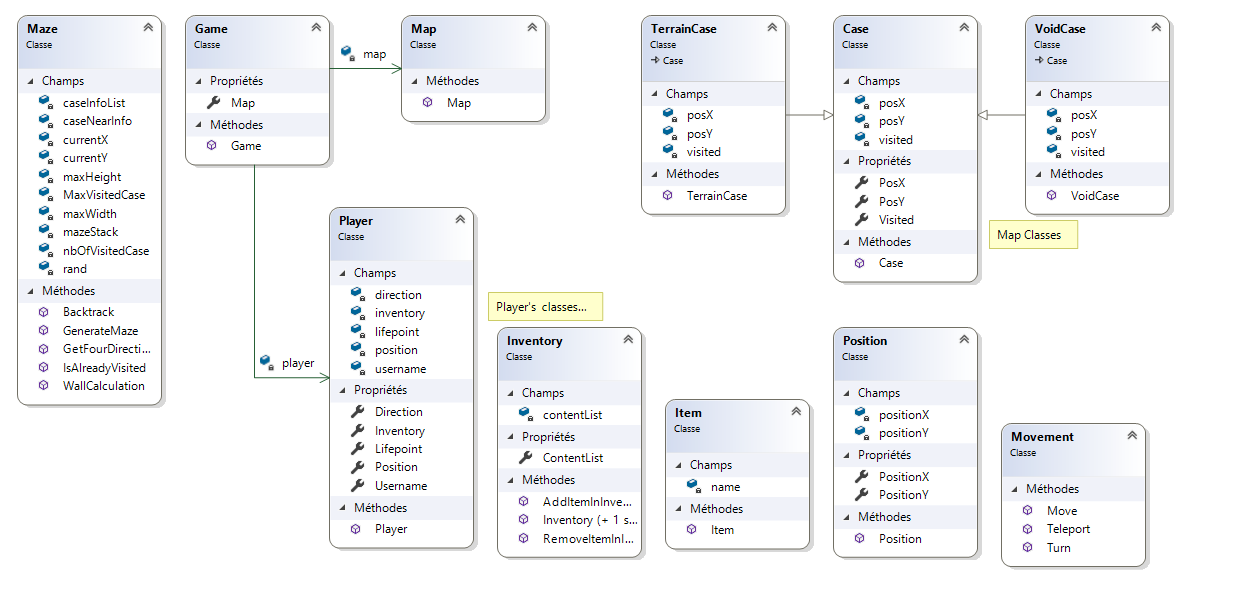 Maze
Classe
Champs
caseInfoList
caseNearInfo
currentX
currentY
maxHeight
MaxVisitedCase
maxWidth
mazeStack
nbOfVisitedCase
rand
Méthodes
Backtrack
GenerateMaze
GetFourDirecti...
IsAlreadyVisited
WallCalculation
Game
Classe
Propriétés
Map
Méthodes
Game
map
Map
Classe
Méthodes
Map
player
Player
Classe
Champs
direction
inventory
lifepoint
position
username
Propriétés
Direction
Inventory
Lifepoint
Position
Username
Méthodes
Player
Player's classes...
Inventory
Classe
Champs
contentList
Propriétés
ContentList
Méthodes
AddItemInInve...
Inventory (+ 1 s...
RemoveItemInI...
TerrainCase
Classe
Case
Champs
posX
posY
visited
Méthodes
TerrainCase
Case
Classe
Champs
posX
posY
visited
Propriétés
PosX
PosY
Visited
Méthodes
Case
VoidCase
Classe
Case
Champs
posX
posY
visited
Méthodes
VoidCase
Map Classes
Item
Classe
Champs
name
Méthodes
Item
Position
Classe
Champs
positionX
positionY
Propriétés
PositionX
PositionY
Méthodes
Position
Movement
Classe
Méthodes
Move
Teleport
Turn